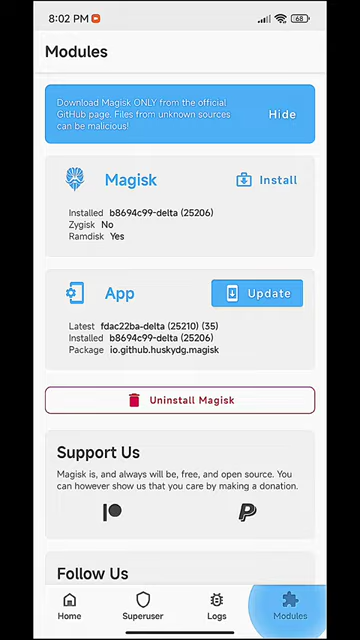 8:02 PM
68
Modules
Download Magisk ONLY from the official
GitHub page. Files from unknown sources
can be malicious!
Hide
Magisk
Install
Installed b8694c99-delta (25206)
Zygisk No
Ramdisk Yes
App
Update
Latest fdac22ba-delta (25210) (35)
Installed b8694c99-delta (25206)
Package io.github.huskydg.magisk
Uninstall Magisk
Support Us
Magisk is, and always will be, free, and open source. You
can however show us that you care by making a donation.
Follow Us
Home
Superuser
Logs
Modules